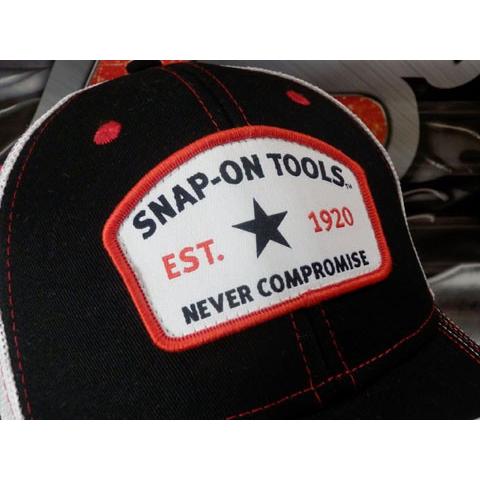 SNAP-ON TOOLS™
EST. 1920
NEVER COMPROMISE